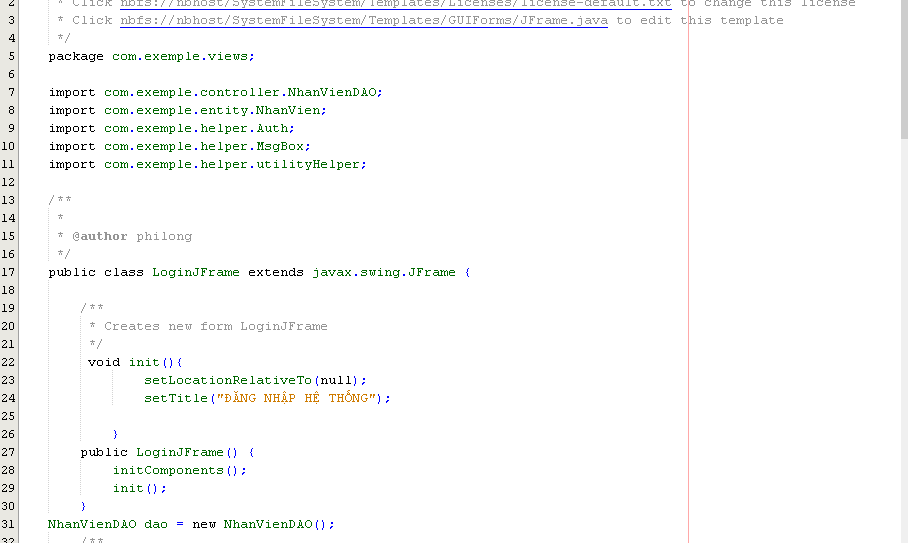 2 * Click nbfs://nbhost/SystemFileSystem/Templates/Licenses/license-default.txt to change this license
3 * Click nbfs://nbhost/SystemFileSystem/Templates/GUIForms/JFrame.java to edit this template
4 */
5 package com.exemple.views;
6
7 import com.exemple.controller.NhanVienDAO;
8 import com.exemple.entity.NhanVien;
9 import com.exemple.helper.Auth;
10 import com.exemple.helper.MsgBox;
11 import com.exemple.helper.utilityHelper;
12
13 /**
14 *
15 * @author philong
16 */
17 public class LoginJFrame extends javax.swing.JFrame {
18
19 /**
20 * Creates new form LoginJFrame
21 */
22 void init(){
23 setLocationRelativeTo(null);
24 setTitle("ĐĂNG NHẬP HỆ THỐNG");
25
26 }
27 public LoginJFrame() {
28 initComponents();
29 init();
30 }
31 NhanVienDAO dao = new NhanVienDAO();
32 /**